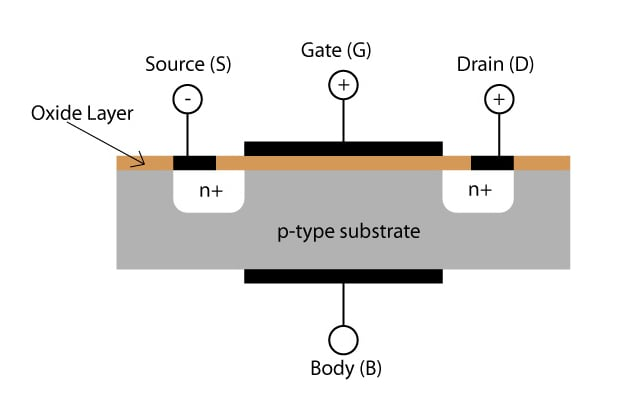 Gate (G)
Source (S)
Drain (D)
-
+
+
Oxide Layer
n+
n+
p-type substrate
Body (B)